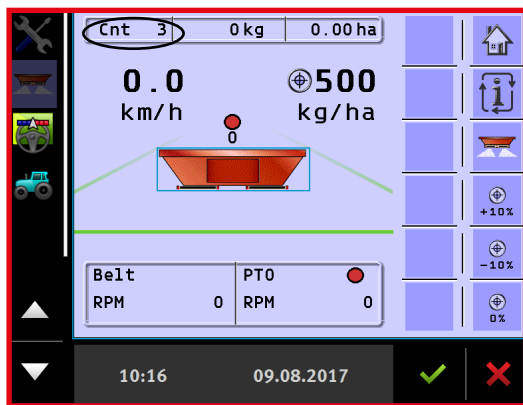 Cnt 3 0kg 0.00ha
0.0 500
km/h kg/ha
0
+10%
-10%
Belt PTO
RPM 0 RPM 0
0%
10:16 09.08.2017